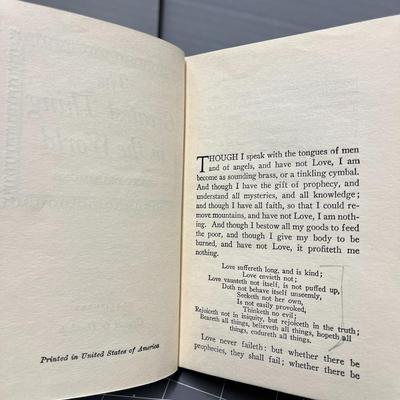 The
Greatest Thing
in the World
Printed in United States of America
THOUGH I speak with the tongues of men
and of angels, and have not Love, I am
become as sounding brass, or a tinkling cymbal.
And though I have the gift of prophecy, and
understand all mysteries, and all knowledge;
and though I have all faith, so that I could re
move mountains, and have not Love, I am noth-
ing. And though I bestow all my goods to feed
the poor, and though I give my body to be
burned, and have not Love, it profiteth me
nothing.
Love suffereth long, and is kind;
Love envieth not;
Love vaunteth not itself, is not puffed up,
Doth not behave itself unseemly,
Seeketh not her own,
Is not easily provoked,
Thinketh no evil;
Rejoiceth not in iniquity, but rejoiceth in the truth;
Beareth all things, believeth all things, hopeth all
things, endureth all things.
Love never faileth: but whether there be
prophecies, they shall fail; whether there be